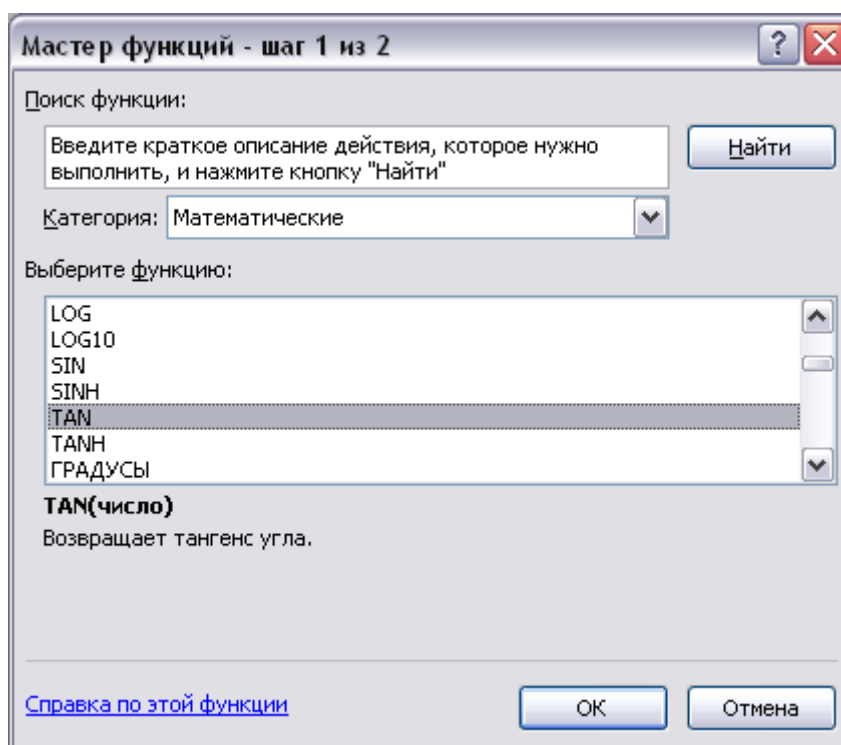 Мастер функций - шаг 1 из 2
Поиск функции:
Введите краткое описание действия, которое нужно
выполнить, и нажмите кнопку "Найти"
Найти
Категория: Математические
Выберите функцию:
LOG
LOG10
SIN
SINH
TAN
TANH
ГРАДУСЫ
TAN(число)
Возвращает тангенс угла.
Справка по этой функции
ОК
Отмена